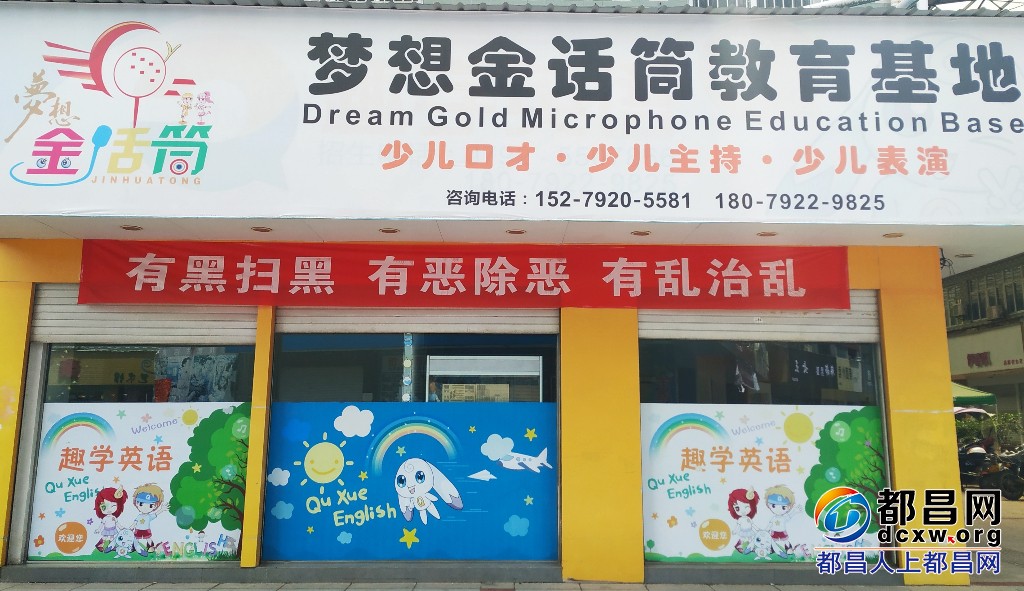 梦想
金话筒
JINHUATONG
梦想金话筒教育基地
Dream Gold Microphone Education Base
少儿口才·少儿主持·少儿表演
咨询电话：152-7920-5581 180-7922-9825
有黑扫黑 有恶除恶 有乱治乱
Welcome
趣学英语
Qu Xue
English
欢迎您
ENGLISH
Qu Xue
English
Welcome
趣学英语
Qu Xue
English
欢迎您
都昌网
dcxw.org
都昌人上都昌网